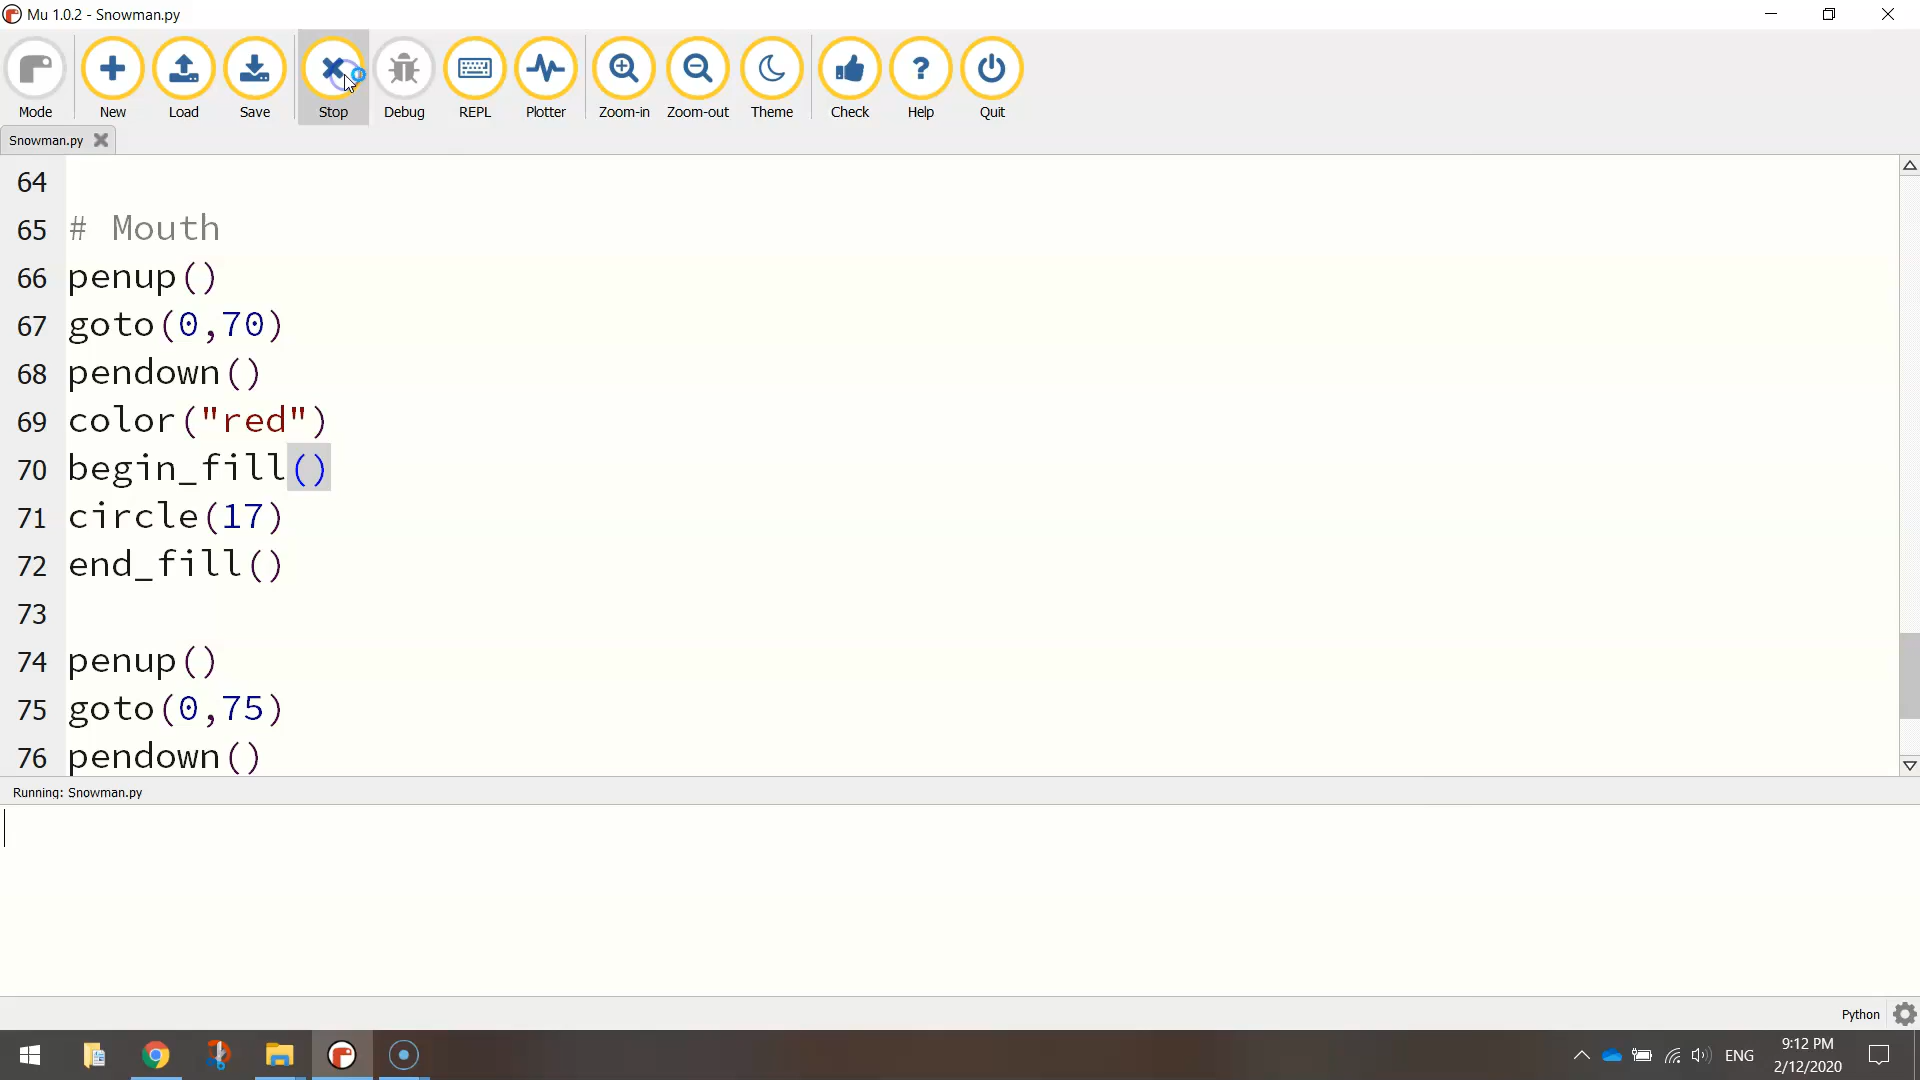 Mu 1.0.2 - Snowman.py
Mode New Load Save Stop Debug REPL Plotter Zoom-in Zoom-out Theme Check Help Quit
Snowman.py
64
65 # Mouth
66 penup()
67 goto(0,70)
68 pendown()
69 color("red")
70 begin_fill()
71 circle(17)
72 end_fill()
73
74 penup()
75 goto(0,75)
76 pendown()
Running: Snowman.py
Python
ENG
9:12 PM
2/12/2020